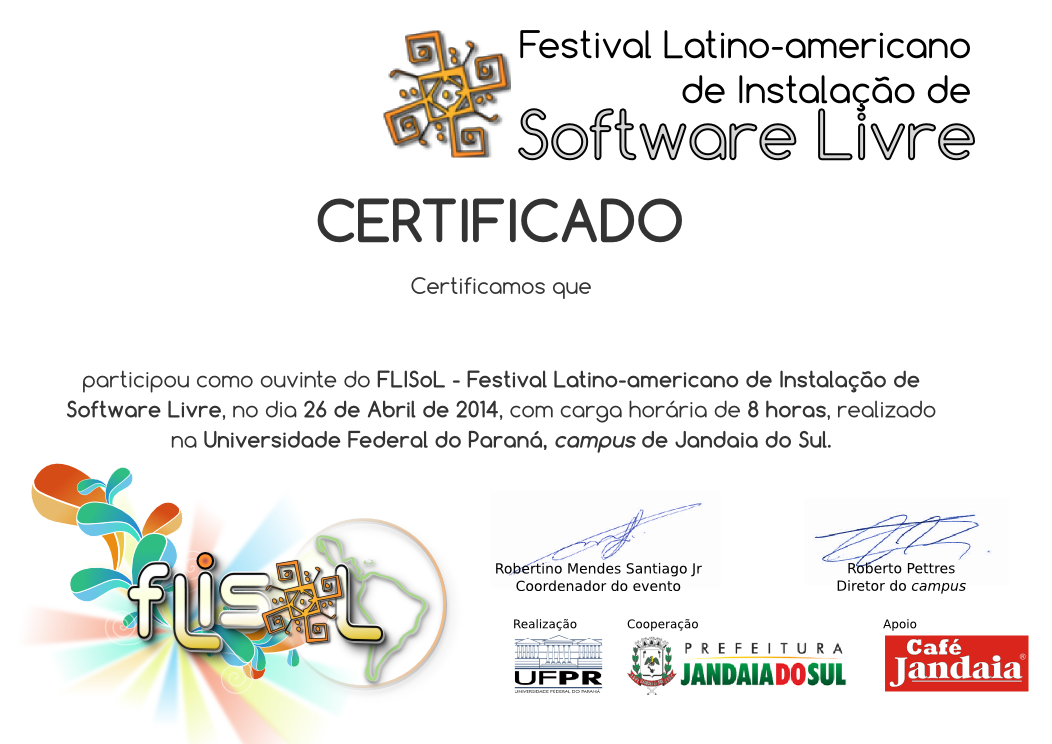 Festival Latino-americano
de Instalação de
Software Livre
CERTIFICADO
Certificamos que
participou como ouvinte do FLISoL - Festival Latino-americano de Instalação de
Software Livre, no dia 26 de Abril de 2014, com carga horária de 8 horas, realizado
na Universidade Federal do Paraná, campus de Jandaia do Sul.
FLISOL
Robertino Mendes Santiago Jr
Coordenador do evento
Roberto Pettres
Diretor do campus
Realização
Cooperação
Apoio
UFPR
UNIVERSIDADE FEDERAL DO PARANÁ
PREFEITURA
JANDAIA DO SUL
Café
Jandaia®